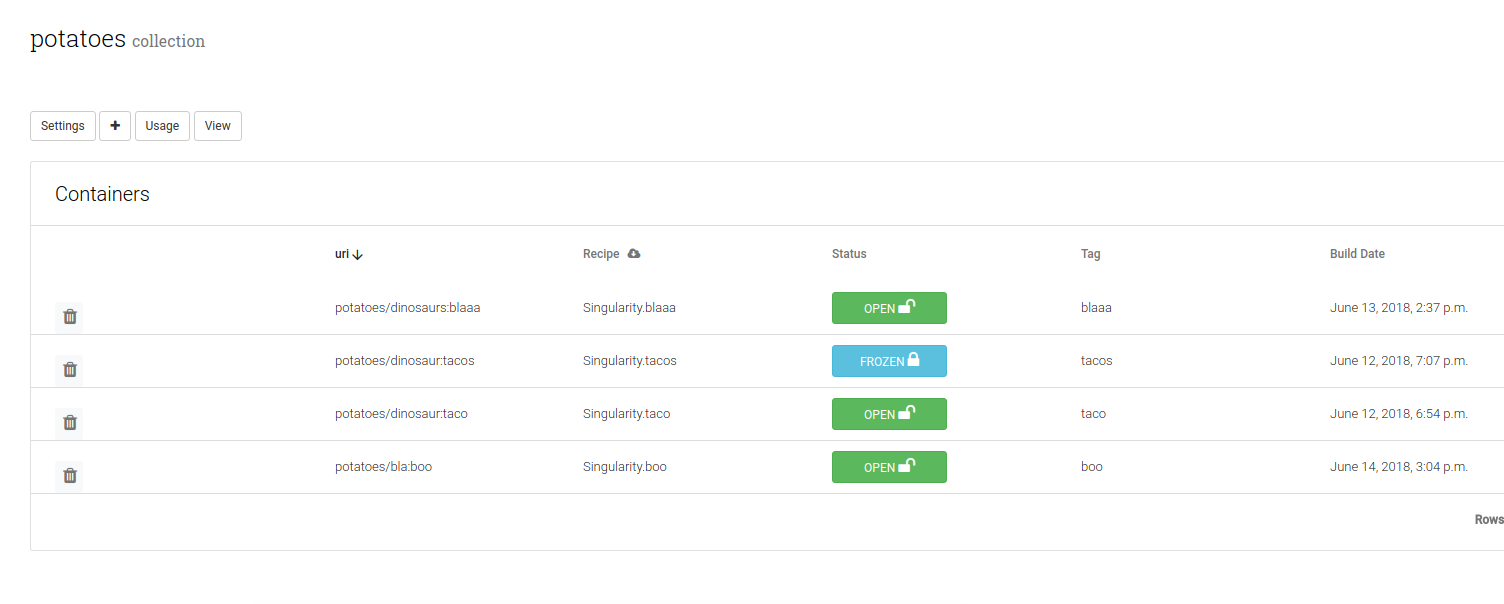 potatoes collection
Settings + Usage View
Containers
uri Recipe Status Tag Build Date
potatoes/dinosaurs:blaaa Singularity.blaaa OPEN blaaa June 13, 2018, 2:37 p.m.
potatoes/dinosaur:tacos Singularity.tacos FROZEN tacos June 12, 2018, 7:07 p.m.
potatoes/dinosaur:taco Singularity.taco OPEN taco June 12, 2018, 6:54 p.m.
potatoes/bla:boo Singularity.boo OPEN boo June 14, 2018, 3:04 p.m.
Rows